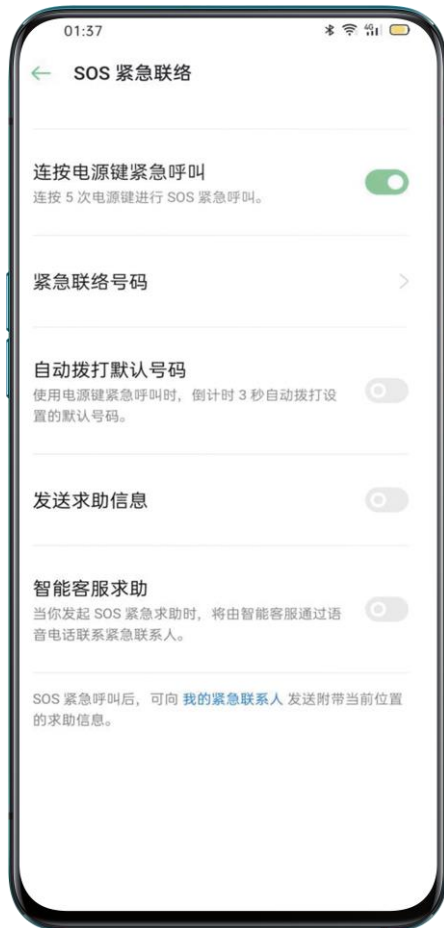 01:37
4G
SOS 紧急联络
连按电源键紧急呼叫
连按 5 次电源键进行 SOS 紧急呼叫。
紧急联络号码
自动拨打默认号码
使用电源键紧急呼叫时，倒计时 3 秒自动拨打设
置的默认号码。
发送求助信息
智能客服求助
当你发起 SOS 紧急求助时，将由智能客服通过语
音电话联系紧急联系人。
SOS 紧急呼叫后，可向 我的紧急联系人 发送附带当前位置
的求助信息。